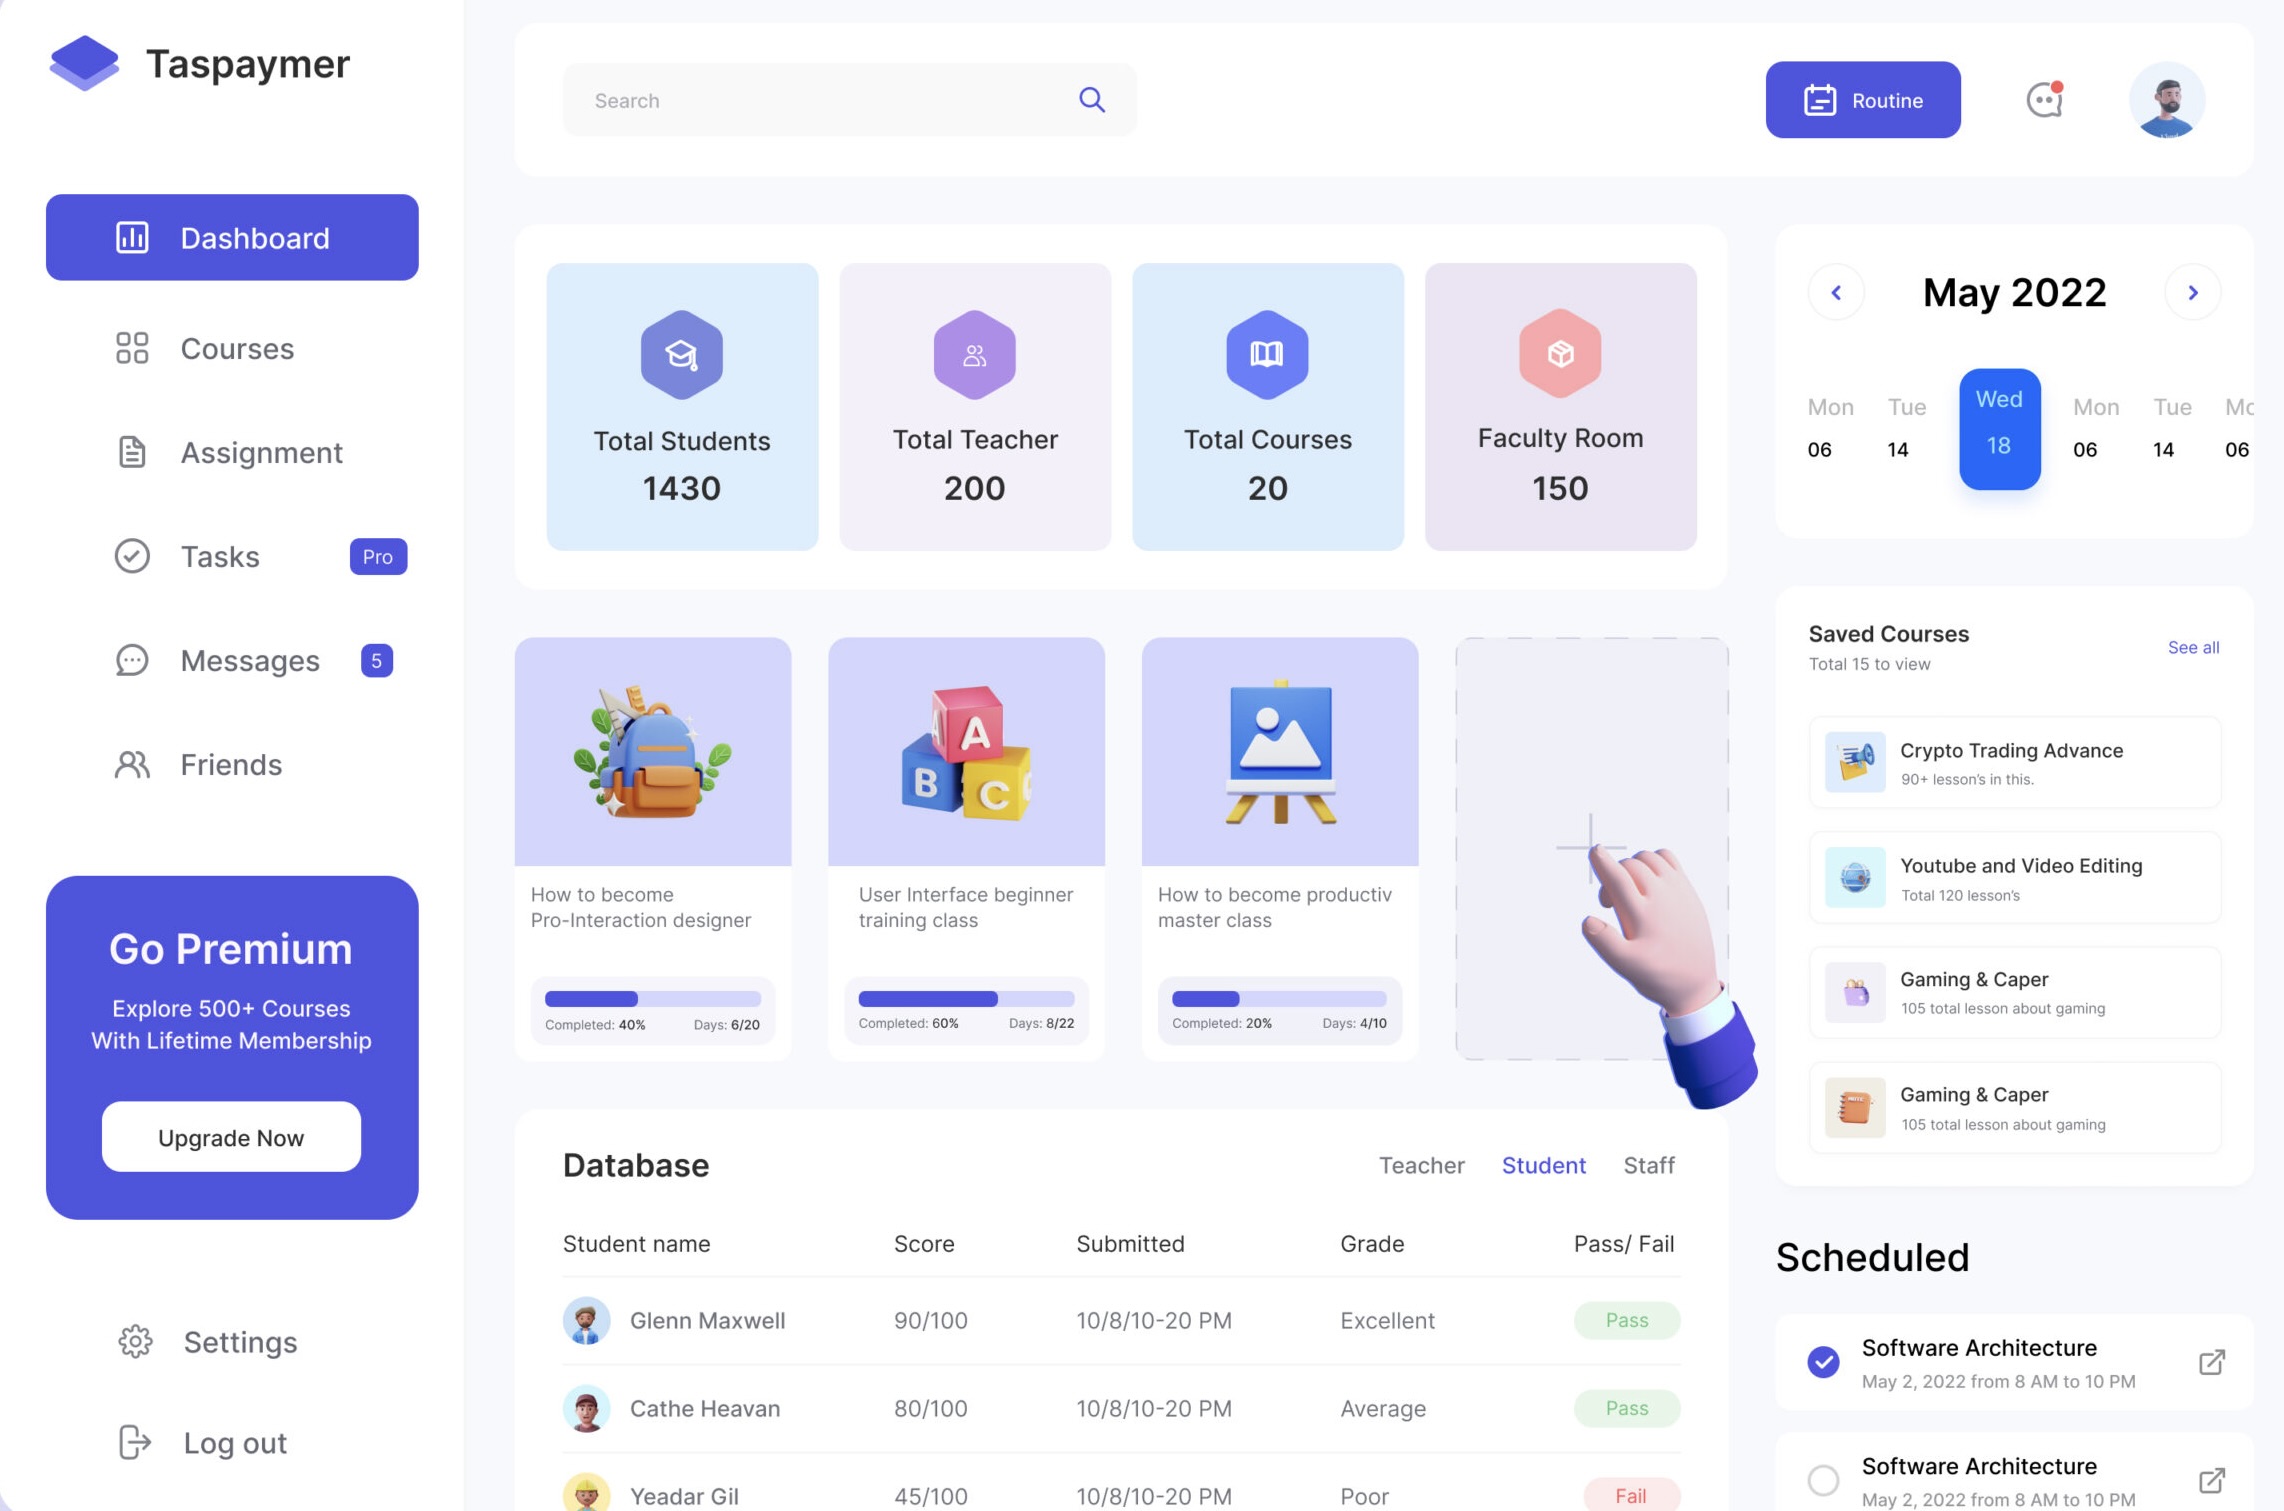 Taspaymer
Dashboard
Courses
Assignment
Tasks
Pro
Messages
5
Friends
Go Premium
Explore 500+ Courses
With Lifetime Membership
Upgrade Now
Settings
Log out
Search
Routine
Total Students
1430
Total Teacher
200
Total Courses
20
Faculty Room
150
How to become
Pro-Interaction designer
Completed: 40% Days: 6/20
A
A
B
C
User Interface beginner
training class
Completed: 60% Days: 8/22
How to become productiv
master class
Completed: 20% Days: 4/10
Database
Teacher Student Staff
Student name Score Submitted Grade Pass/ Fail
Glenn Maxwell 90/100 10/8/10-20 PM Excellent Pass
Cathe Heavan 80/100 10/8/10-20 PM Average Pass
Yeadar Gil 45/100 10/8/10-20 PM Poor Fail
May 2022
Mon Tue Wed Mon Tue Mo
06 14 18 06 14 06
Saved Courses
Total 15 to view
See all
Crypto Trading Advance
90+ lesson's in this.
Youtube and Video Editing
Total 120 lesson's
Gaming & Caper
105 total lesson about gaming
Gaming & Caper
105 total lesson about gaming
Scheduled
Software Architecture
May 2, 2022 from 8 AM to 10 PM
Software Architecture
May 2, 2022 from 8 AM to 10 PM